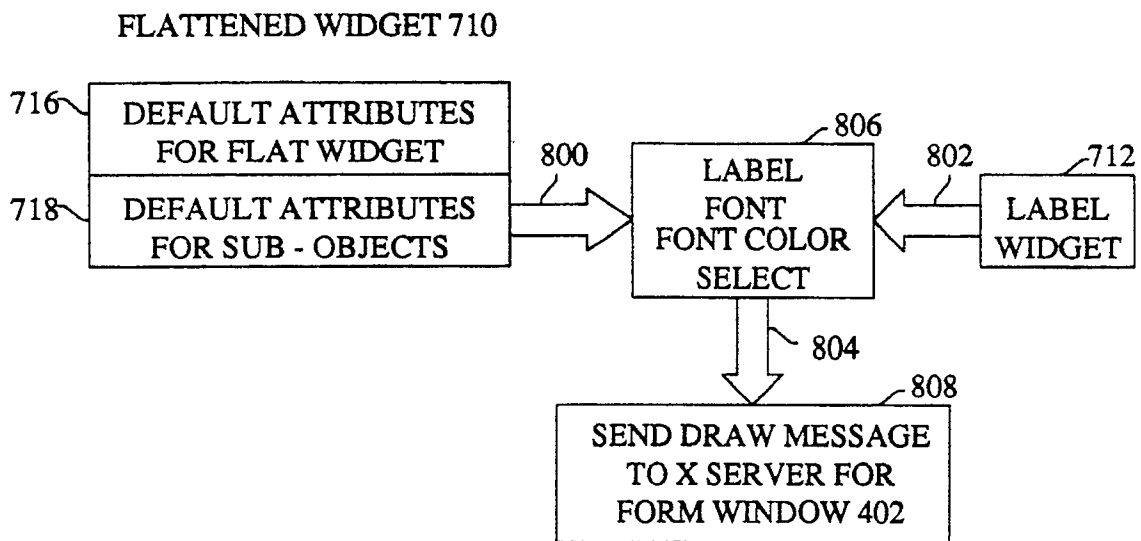 FLATTENED WIDGET 710
716
DEFAULT ATTRIBUTES
FOR FLAT WIDGET
718
DEFAULT ATTRIBUTES
FOR SUB - OBJECTS
800
806
LABEL
FONT
FONT COLOR
SELECT
802
712
LABEL
WIDGET
804
808
SEND DRAW MESSAGE
TO X SERVER FOR
FORM WINDOW 402